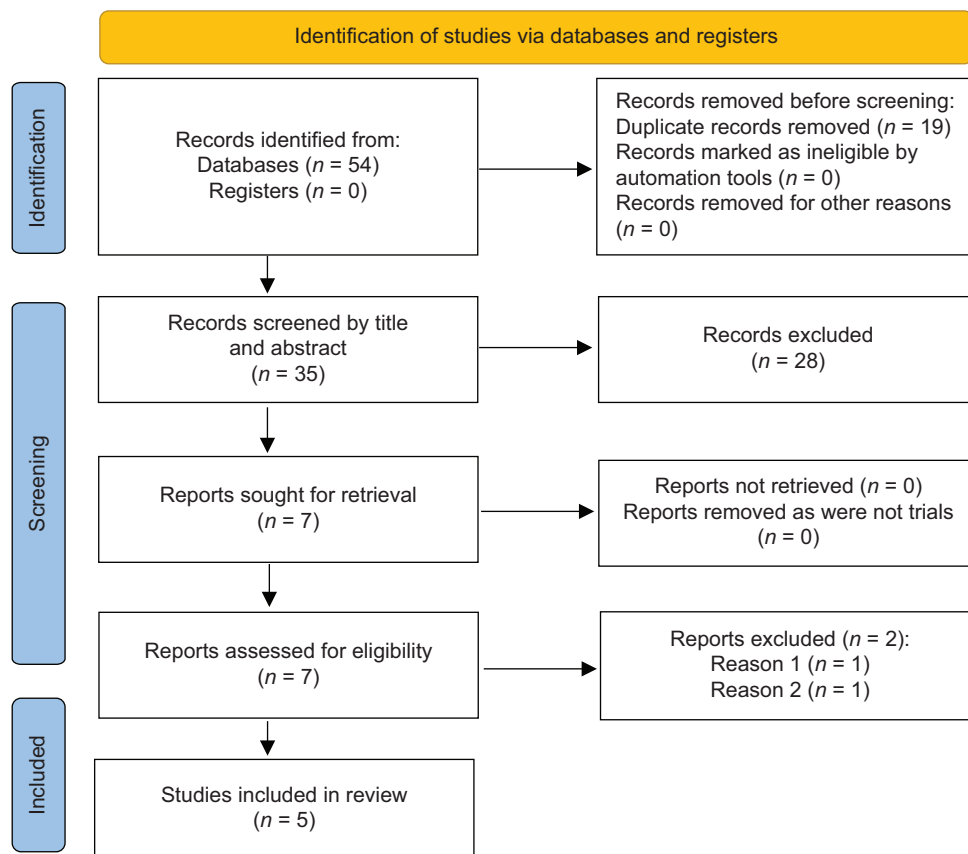 Identification of studies via databases and registers
Identification
Records identified from:
Databases (n = 54)
Registers (n = 0)
Records removed before screening:
Duplicate records removed (n = 19)
Records marked as ineligible by
automation tools (n = 0)
Records removed for other reasons
(n = 0)
Screening
Records screened by title
and abstract
(n = 35)
Records excluded
(n = 28)
Reports sought for retrieval
(n = 7)
Reports not retrieved (n = 0)
Reports removed as were not trials
(n = 0)
Reports assessed for eligibility
(n = 7)
Reports excluded (n = 2):
Reason 1 (n = 1)
Reason 2 (n = 1)
Included
Studies included in review
(n = 5)